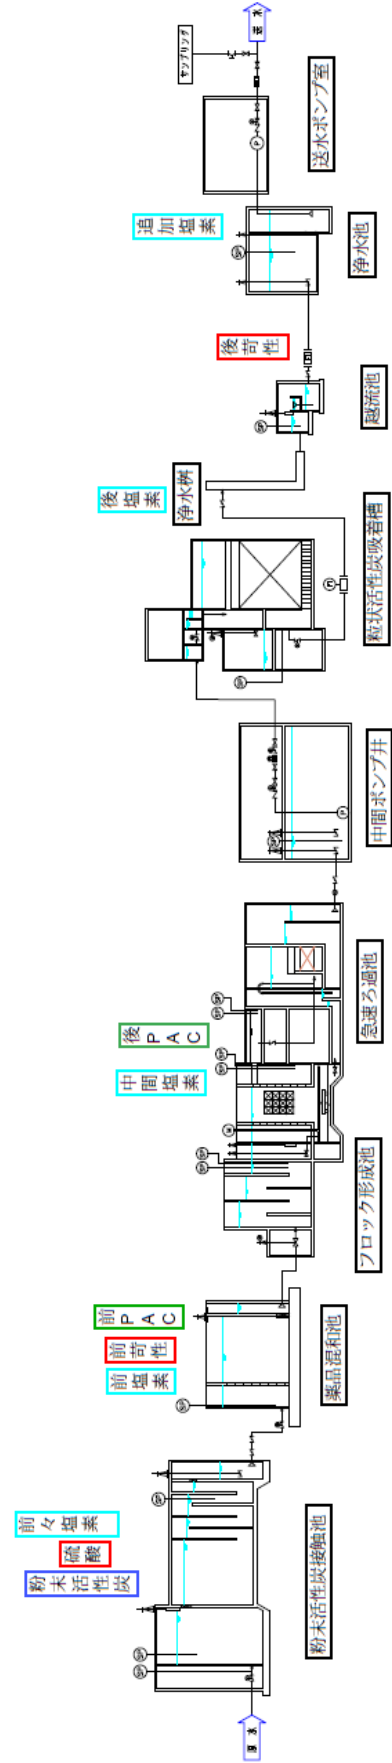 原水
粉末活性炭
硫酸
前々塩素
粉末活性炭接触池
前塩素
前苛性
前PAC
薬品混和池
フロック形成池
中間塩素
後PAC
急速ろ過池
中間ポンプ井
粒状活性炭吸着槽
後塩素
浄水桝
越流池
後苛性
追加塩素
浄水池
送水ポンプ室
サンプリング
送水
P
P
M